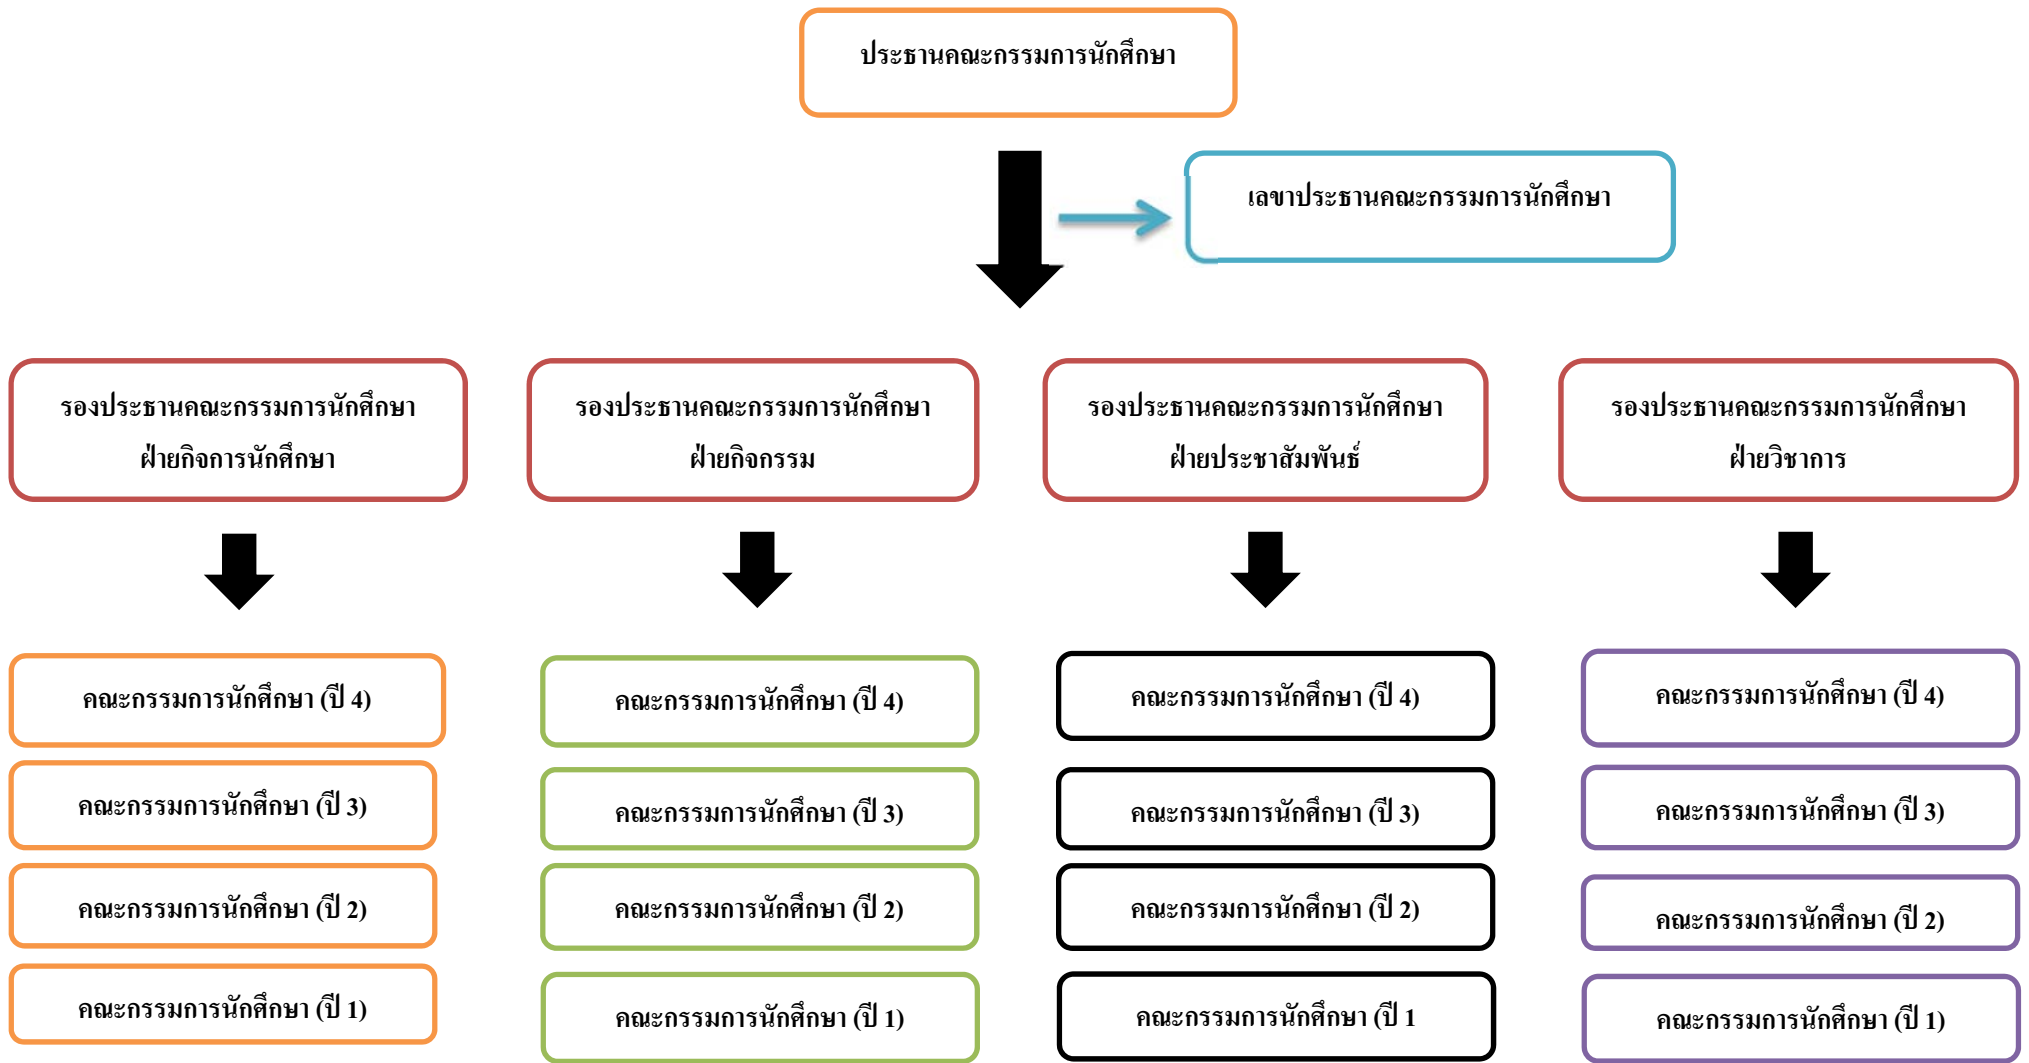 ประธานคณะกรรมการนักศึกษา
เลขาประธานคณะกรรมการนักศึกษา
รองประธานคณะกรรมการนักศึกษา
ฝ่ายกิจการนักศึกษา
รองประธานคณะกรรมการนักศึกษา
ฝ่ายกิจกรรม
รองประธานคณะกรรมการนักศึกษา
ฝ่ายประชาสัมพันธ์
รองประธานคณะกรรมการนักศึกษา
ฝ่ายวิชาการ
คณะกรรมการนักศึกษา (ปี 4)
คณะกรรมการนักศึกษา (ปี 4)
คณะกรรมการนักศึกษา (ปี 4)
คณะกรรมการนักศึกษา (ปี 4)
คณะกรรมการนักศึกษา (ปี 3)
คณะกรรมการนักศึกษา (ปี 3)
คณะกรรมการนักศึกษา (ปี 3)
คณะกรรมการนักศึกษา (ปี 3)
คณะกรรมการนักศึกษา (ปี 2)
คณะกรรมการนักศึกษา (ปี 2)
คณะกรรมการนักศึกษา (ปี 2)
คณะกรรมการนักศึกษา (ปี 2)
คณะกรรมการนักศึกษา (ปี 1)
คณะกรรมการนักศึกษา (ปี 1)
คณะกรรมการนักศึกษา (ปี 1
คณะกรรมการนักศึกษา (ปี 1)